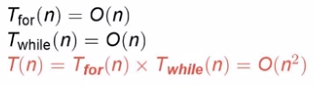 T_for(n) = O(n)
T_while(n) = O(n)
T(n) = T_for(n) × T_while(n) = O(n²)